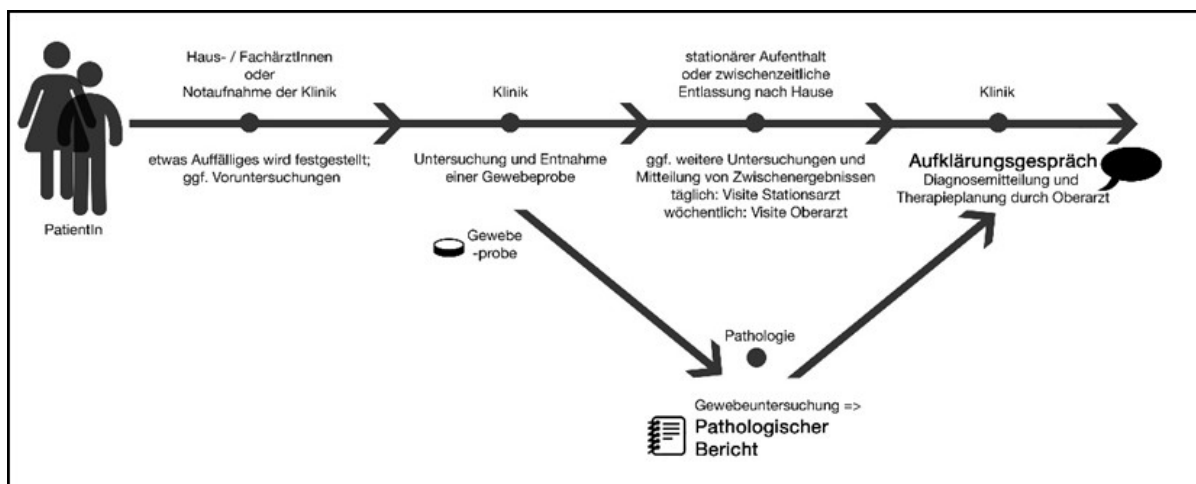 PatientIn
Haus- / FachärztInnen
oder
Notaufnahme der Klinik
etwas Auffälliges wird festgestellt;
ggf. Voruntersuchungen
Klinik
Untersuchung und Entnahme
einer Gewebeprobe
Gewebe
-probe
stationärer Aufenthalt
oder zwischenzeitliche
Entlassung nach Hause
ggf. weitere Untersuchungen und
Mitteilung von Zwischenergebnissen
täglich: Visite Stationsarzt
wöchentlich: Visite Oberarzt
Pathologie
Gewebeuntersuchung =>
Pathologischer
Bericht
Klinik
Aufklärungsgespräch
Diagnosemitteilung und
Therapieplanung durch Oberarzt